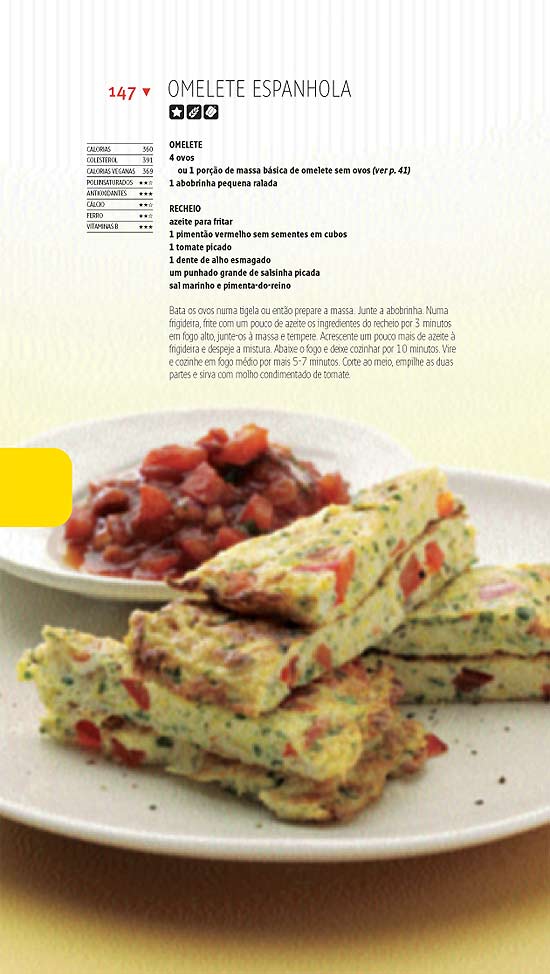 147 ▼ OMELETE ESPANHOLA
CALORIAS 360
COLESTEROL 391
CALORIAS VEGANAS 369
POLIINSATURADOS ★★☆
ANTIOXIDANTES ★★★
CÁLCIO ★★☆
FERRO ★★☆
VITAMINAS B ★★★
OMELETE
4 ovos
ou 1 porção de massa básica de omelete sem ovos (ver p. 41)
1 abobrinha pequena ralada
RECHEIO
azeite para fritar
1 pimentão vermelho sem sementes em cubos
1 tomate picado
1 dente de alho esmagado
um punhado grande de salsinha picada
sal marinho e pimenta-do-reino
Bata os ovos numa tigela ou então prepare a massa. Junte a abobrinha. Numa
frigideira, frite com um pouco de azeite os ingredientes do recheio por 3 minutos
em fogo alto, junte-os à massa e tempere. Acrescente um pouco mais de azeite à
frigideira e despeje a mistura. Abaixe o fogo e deixe cozinhar por 10 minutos. Vire
e cozinhe em fogo médio por mais 5-7 minutos. Corte ao meio, empilhe as duas
partes e sirva com molho condimentado de tomate.